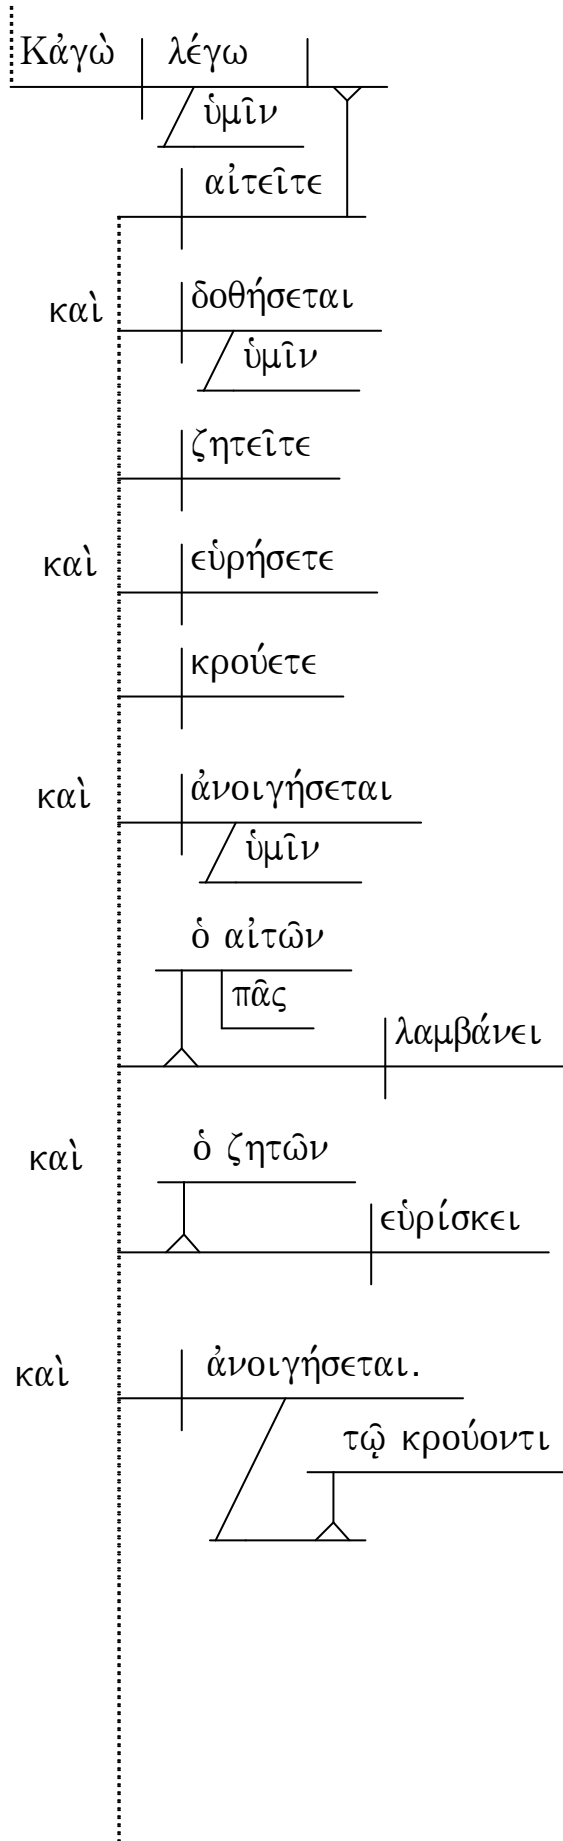 Κἀγὼ λέγω
ὑμῖν
αἰτεῖτε
καὶ δοθήσεται
ὑμῖν
ζητεῖτε
καὶ εὑρήσετε
κρούετε
καὶ ἀνοιγήσεται
ὑμῖν
ὁ αἰτῶν
πᾶς
λαμβάνει
καὶ ὁ ζητῶν
εὑρίσκει
καὶ ἀνοιγήσεται.
τῷ κρούοντι